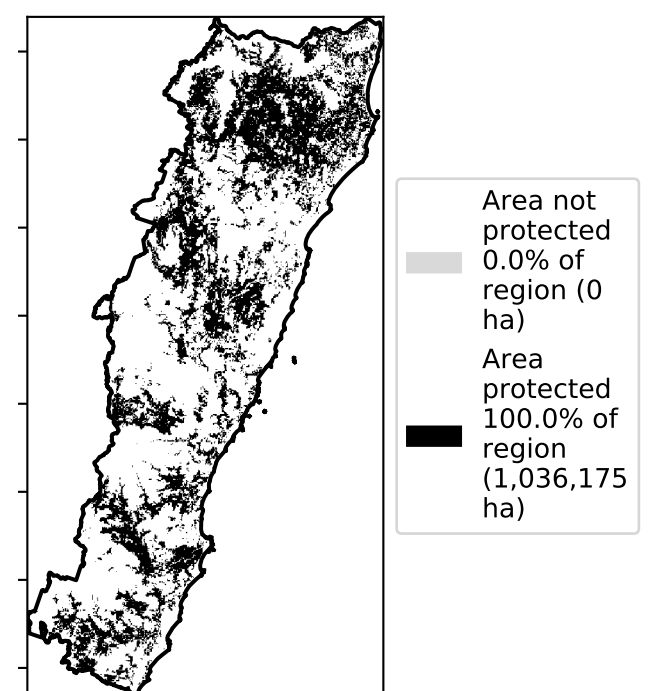 Area not
protected
0.0% of
region (0
ha)
Area
protected
100.0% of
region
(1,036,175
ha)